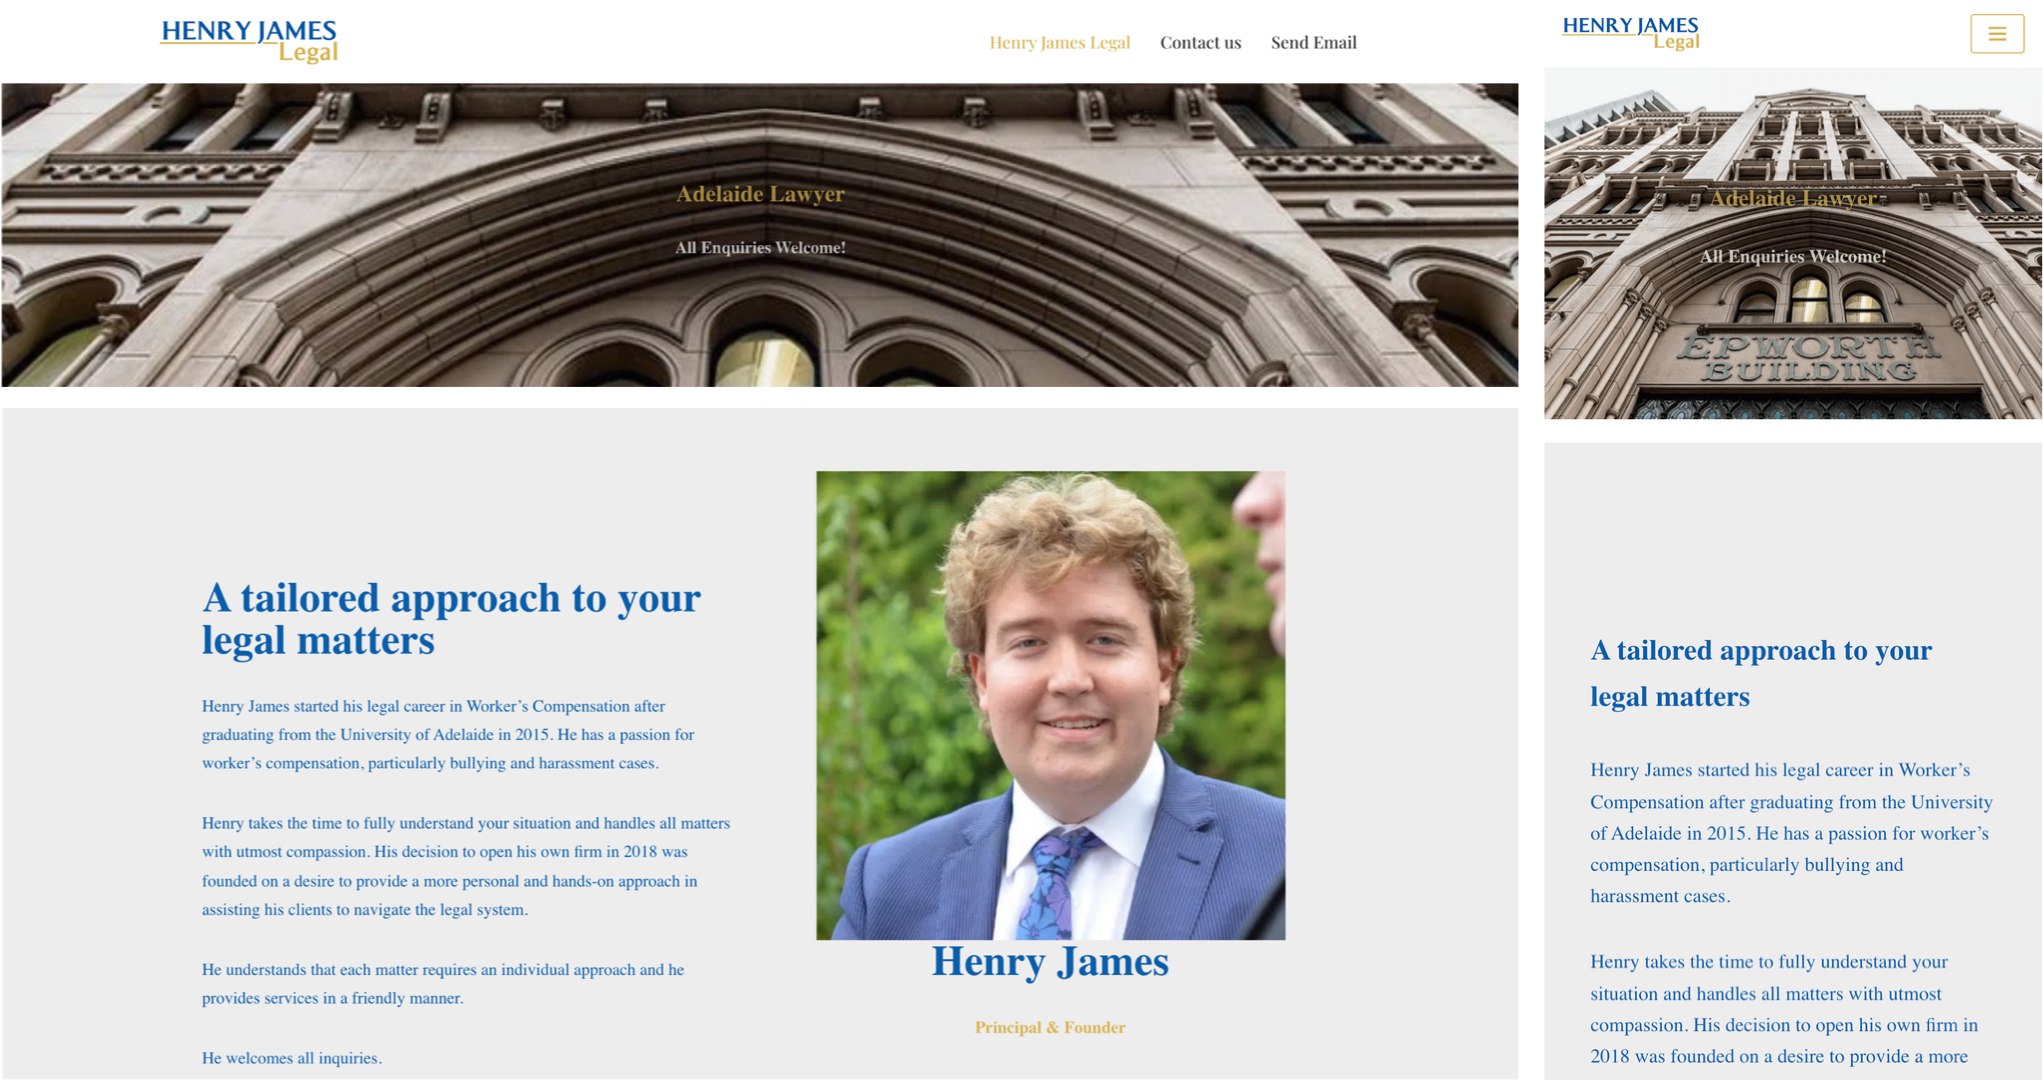 HENRY JAMES
Legal
Henry James Legal Contact us Send Email
Adelaide Lawyer
All Enquiries Welcome!
A tailored approach to your
legal matters
Henry James started his legal career in Worker’s Compensation after
graduating from the University of Adelaide in 2015. He has a passion for
worker’s compensation, particularly bullying and harassment cases.
Henry takes the time to fully understand your situation and handles all matters
with utmost compassion. His decision to open his own firm in 2018 was
founded on a desire to provide a more personal and hands-on approach in
assisting his clients to navigate the legal system.
He understands that each matter requires an individual approach and he
provides services in a friendly manner.
He welcomes all inquiries.
Henry James
Principal & Founder
HENRY JAMES
Legal
Adelaide Lawyer
All Enquiries Welcome!
EPWORTH
BUILDING
A tailored approach to your
legal matters
Henry James started his legal career in Worker’s
Compensation after graduating from the University
of Adelaide in 2015. He has a passion for worker’s
compensation, particularly bullying and
harassment cases.
Henry takes the time to fully understand your
situation and handles all matters with utmost
compassion. His decision to open his own firm in
2018 was founded on a desire to provide a more